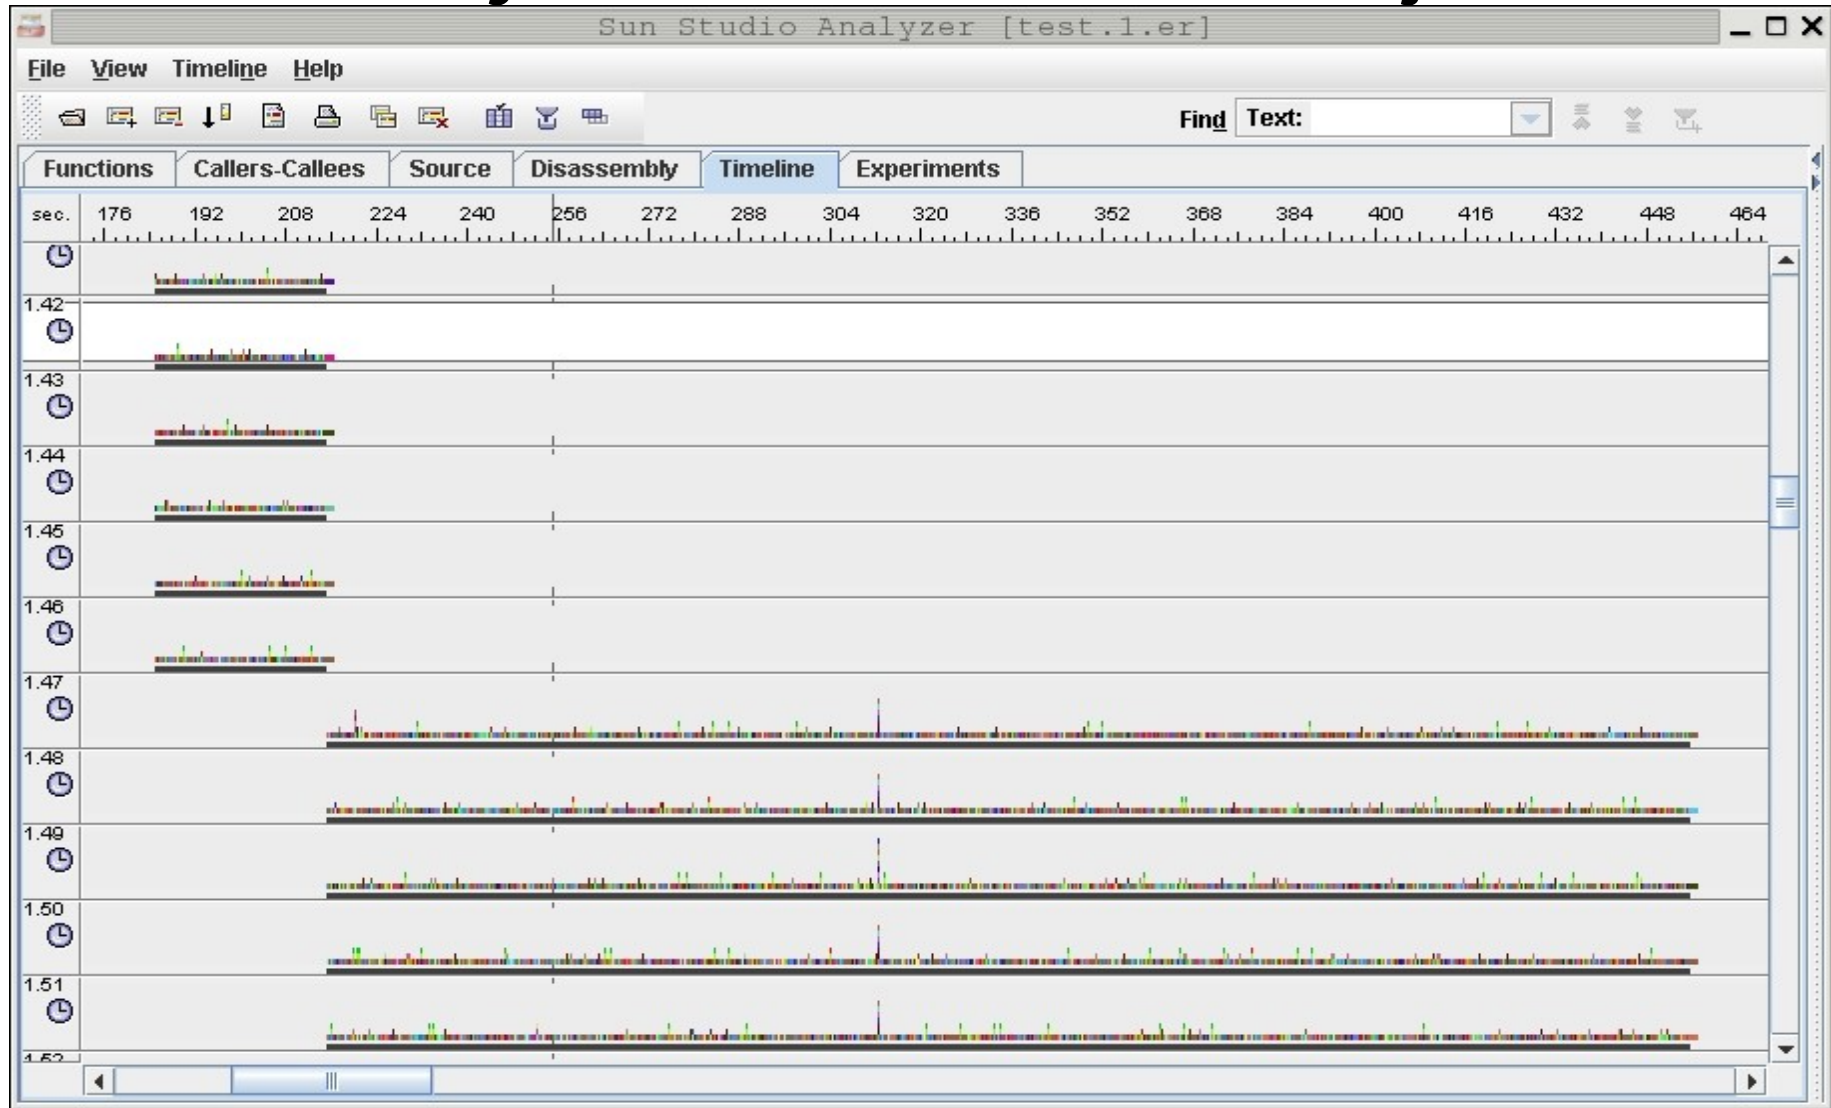 Sun Studio Analyzer [test.1.er]
File View Timeline Help
Find Text:
Functions Callers-Callees Source Disassembly Timeline Experiments
sec. 176 192 208 224 240 256 272 288 304 320 336 352 368 384 400 416 432 448 464
1.42
1.43
1.44
1.45
1.46
1.47
1.48
1.49
1.50
1.51
1.52